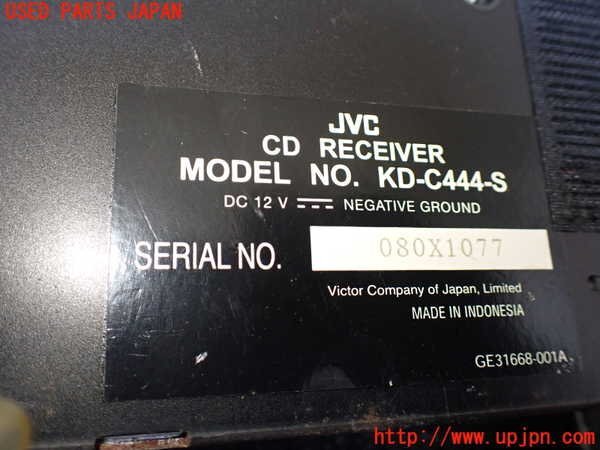 USED PARTS JAPAN
JVC
CD RECEIVER
MODEL NO. KD-C444-S
DC 12 V NEGATIVE GROUND
SERIAL NO. 080X1077
Victor Company of Japan, Limited
MADE IN INDONESIA
GE31668-001A
http://www.upjpn.com/